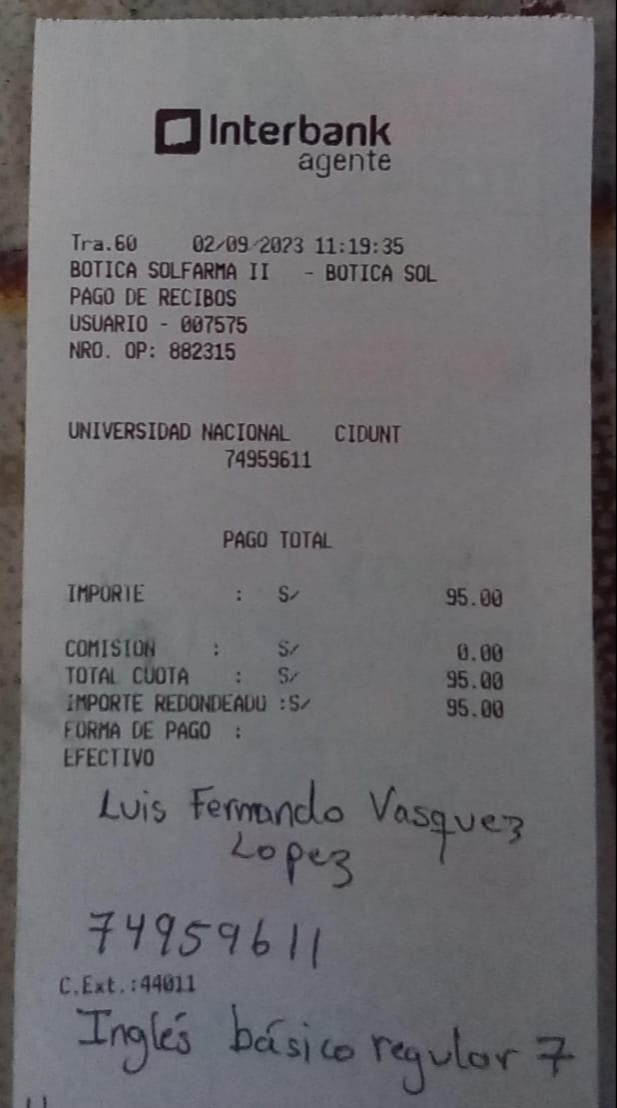 Interbank
agente
Tra.60 02/09/2023 11:19:35
BOTICA SOLFARMA II - BOTICA SOL
PAGO DE RECIBOS
USUARIO - 007575
NRO. OP: 882315
UNIVERSIDAD NACIONAL CIDUNT
74959611
PAGO TOTAL
IMPORTE : S/ 95.00
COMISION : S/ 0.00
TOTAL CUOTA : S/ 95.00
IMPORTE REDONDEADO :S/ 95.00
FORMA DE PAGO :
EFECTIVO
Luis Fernando Vasquez
Lopez
74959611
C.Ext.:44011
Inglés básico regular 7